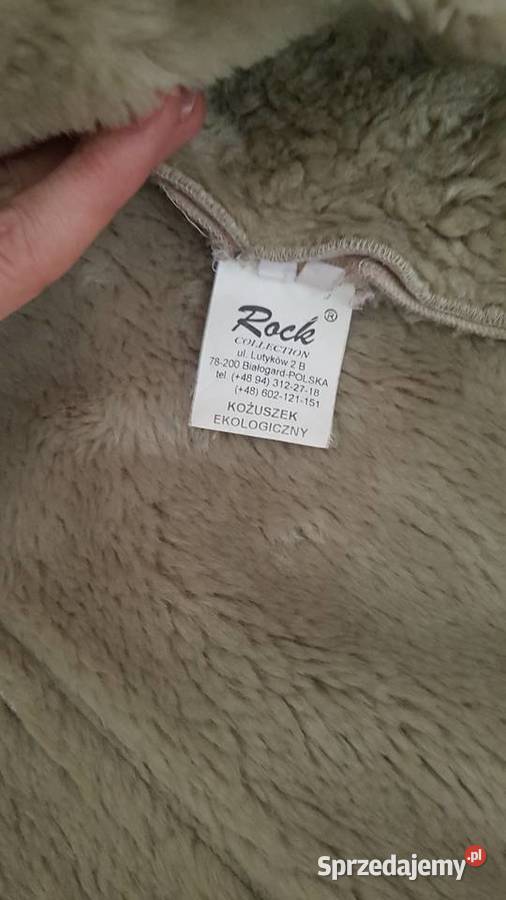 Rock ®
COLLECTION
ul. Lutyków 2 B
78-200 Białogard-POLSKA
tel. (+48 94) 312-27-18
(+48) 602-121-151
KOŻUSZEK
EKOLOGICZNY
Sprzedajemy.pl